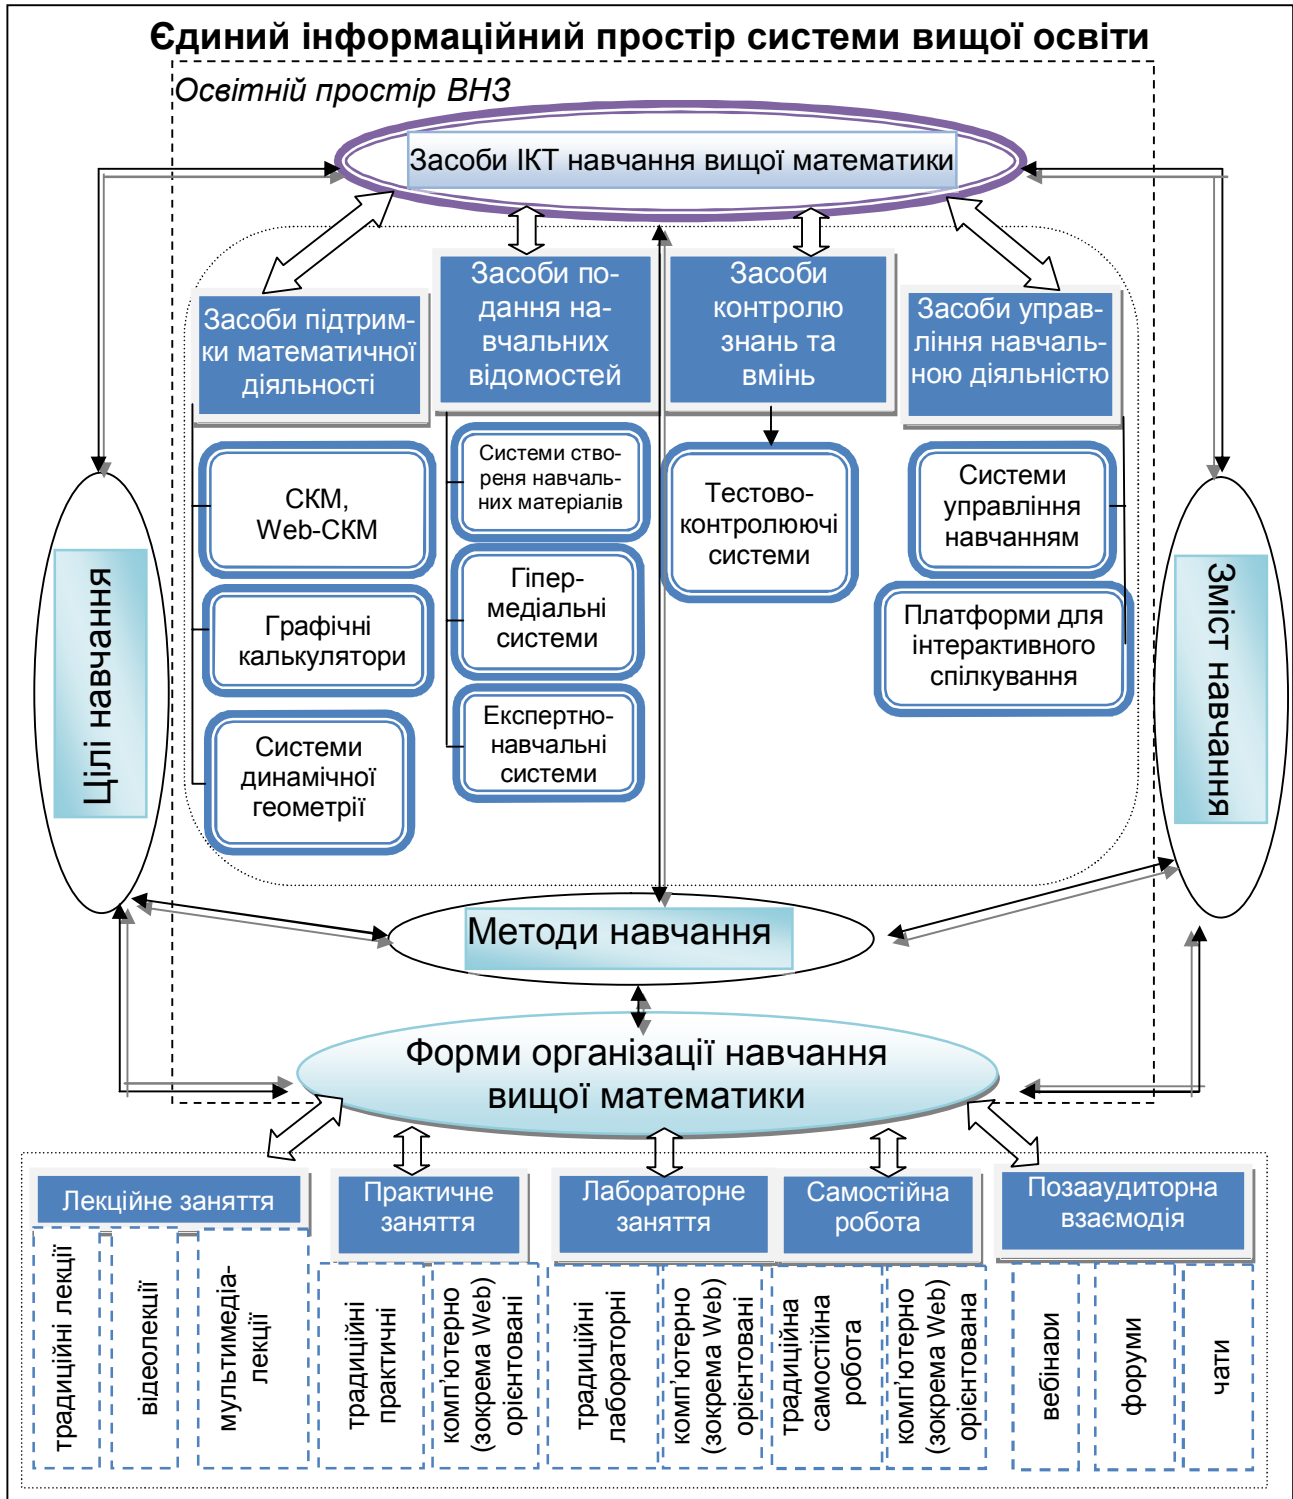 Єдиний інформаційний простір системи вищої освіти
Освітній простір ВНЗ
Засоби ІКТ навчання вищої математики
Засоби підтрим-
ки математичної
діяльності
Засоби по-
дання на-
вчальних
відомостей
Засоби
контролю
знань та
вмінь
Засоби управ-
ління навчаль-
ною діяльністю
СКМ,
Web-СКМ
Графічні
калькулятори
Системи
динамічної
геометрії
Системи ство-
реня навчаль-
них матеріалів
Гіпер-
медіальні
системи
Експертно-
навчальні
системи
Тестово-
контролюючі
системи
Системи
управління
навчанням
Платформи для
інтерактивного
спілкування
Цілі навчання
Зміст навчання
Методи навчання
Форми організації навчання
вищої математики
Лекційне заняття
традиційні лекції
відеолекції
мультимедіа-
лекції
Практичне
заняття
традиційні
практичні
комп'ютерно
(зокрема Web)
орієнтовані
Лабораторне
заняття
традиційні
лабораторні
комп'ютерно
(зокрема Web)
орієнтовані
Самостійна
робота
традиційна
самостійна
робота
комп'ютерно
(зокрема Web)
орієнтована
Позааудиторна
взаємодія
вебінари
форуми
чати